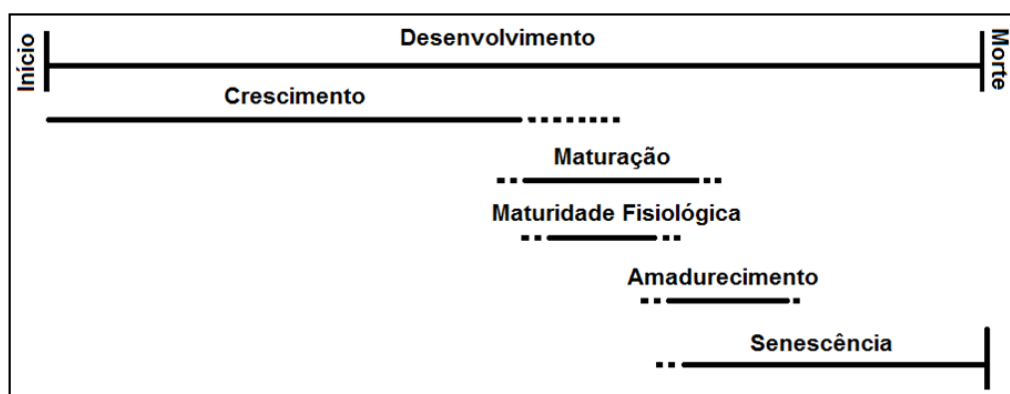 Início
Desenvolvimento
Morte
Crescimento
Maturação
Maturidade Fisiológica
Amadurecimento
Senescência